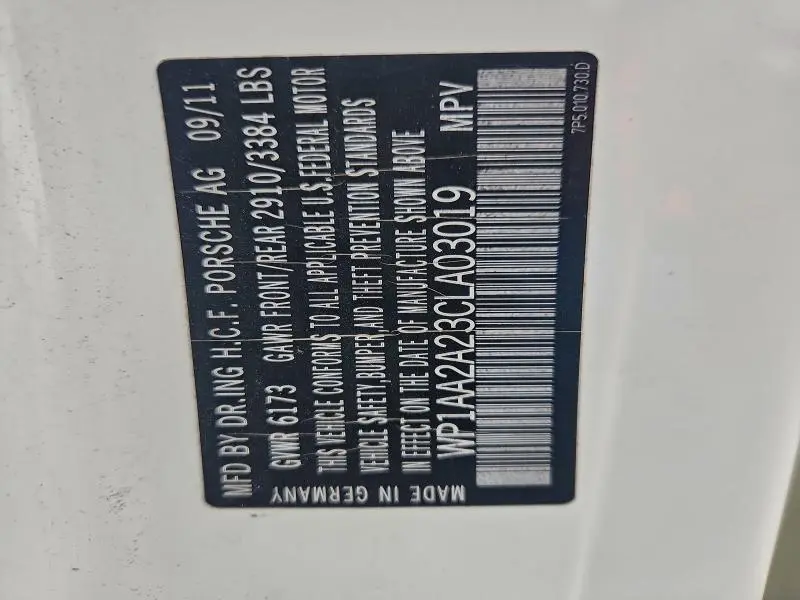 MFD BY DR.ING H.C.F. PORSCHE AG 09/11
GVWR 6173 GAWR FRONT/REAR 2910/3384 LBS
THIS VEHICLE CONFORMS TO ALL APPLICABLE U.S.FEDERAL MOTOR
VEHICLE SAFETY,BUMPER,AND THEFT PREVENTION STANDARDS
IN EFFECT ON THE DATE OF MANUFACTURE SHOWN ABOVE
WP1AA2A23CLA03019 MPV
MADE IN GERMANY
7P5.010.730.D